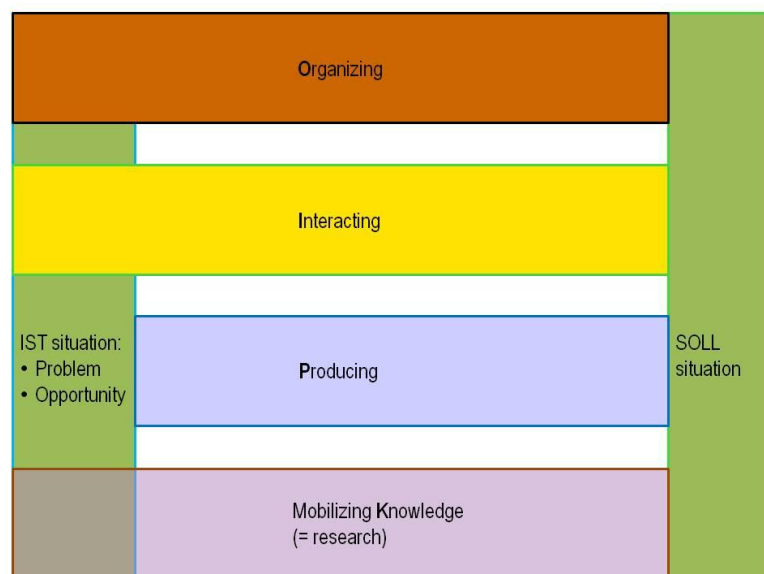 Organizing
Interacting
IST situation:
• Problem
• Opportunity
Producing
SOLL
situation
Mobilizing Knowledge
(= research)